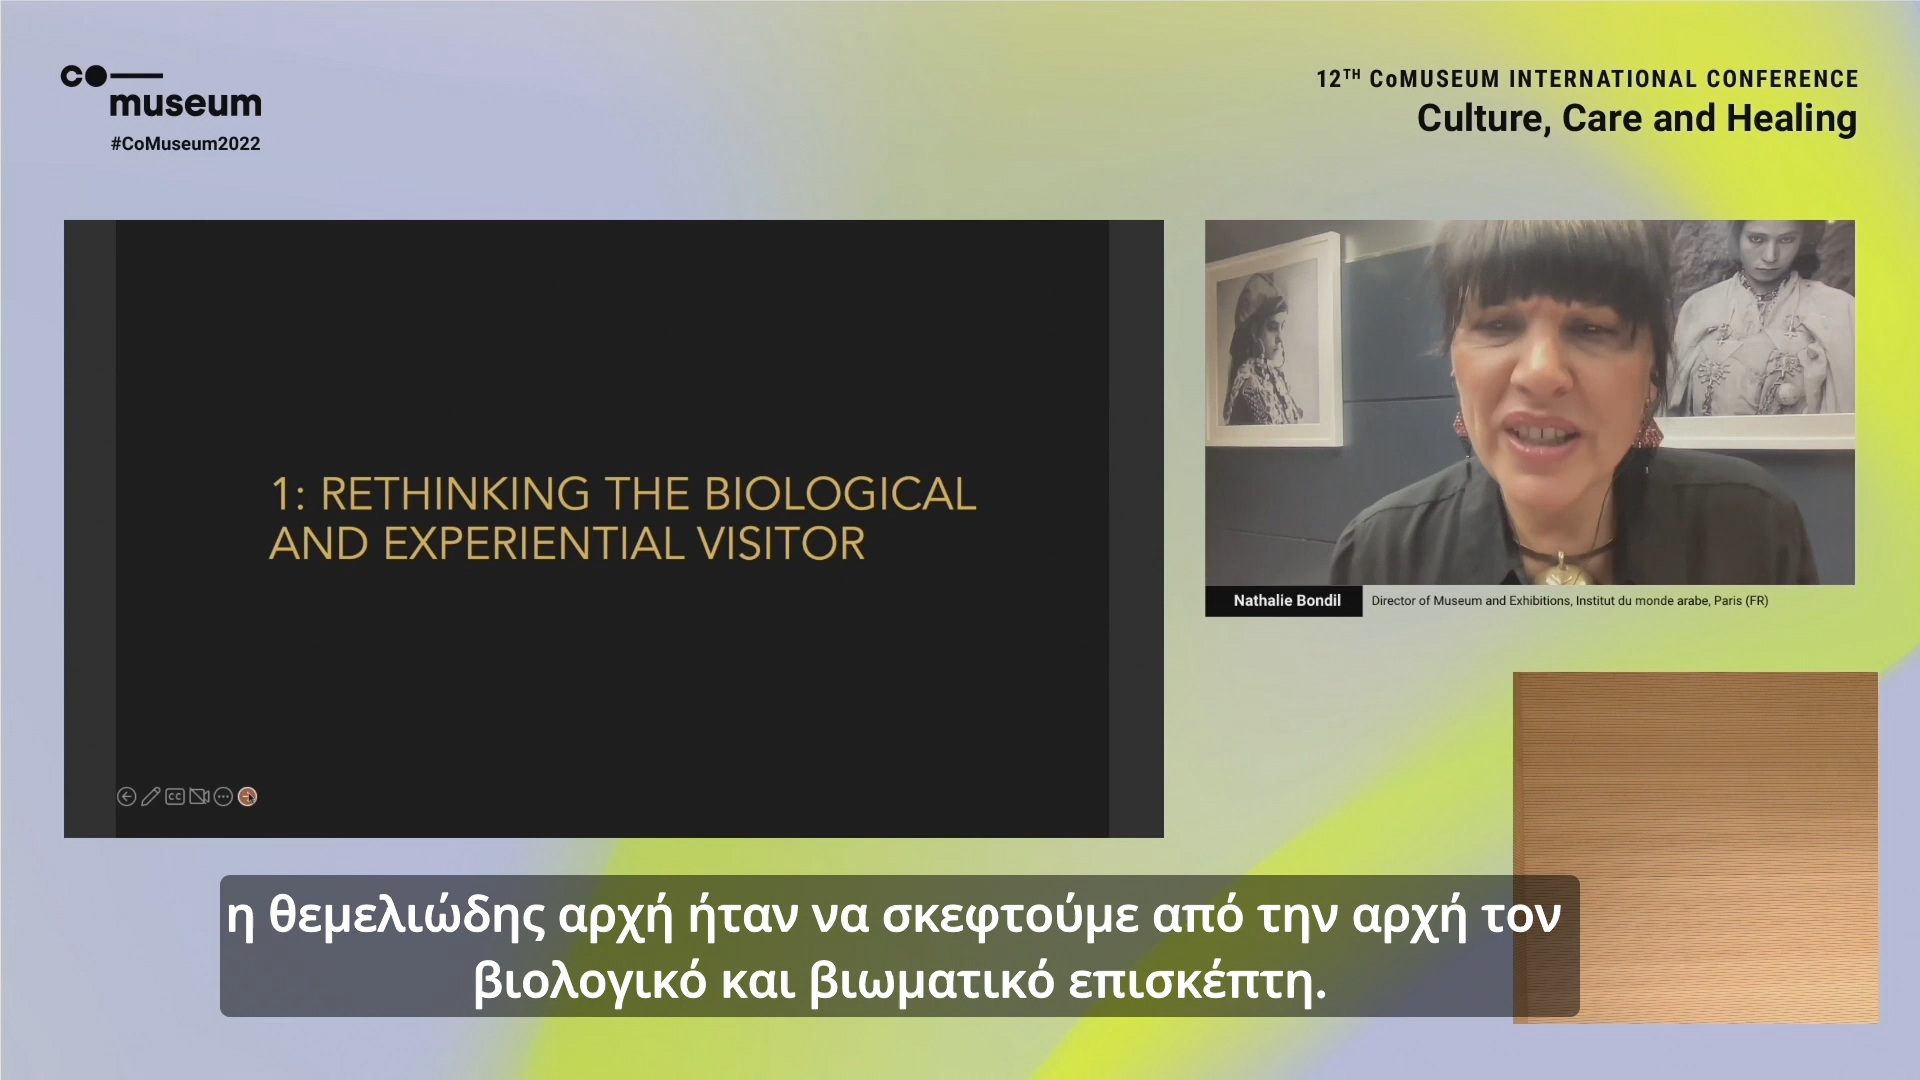 co
museum
#CoMuseum2022
12TH CoMUSEUM INTERNATIONAL CONFERENCE
Culture, Care and Healing
1: RETHINKING THE BIOLOGICAL
AND EXPERIENTIAL VISITOR
CC
Nathalie Bondil
Director of Museum and Exhibitions, Institut du monde arabe, Paris (FR)
η θεμελιώδης αρχή ήταν να σκεφτούμε από την αρχή τον
βιολογικό και βιωματικό επισκέπτη.